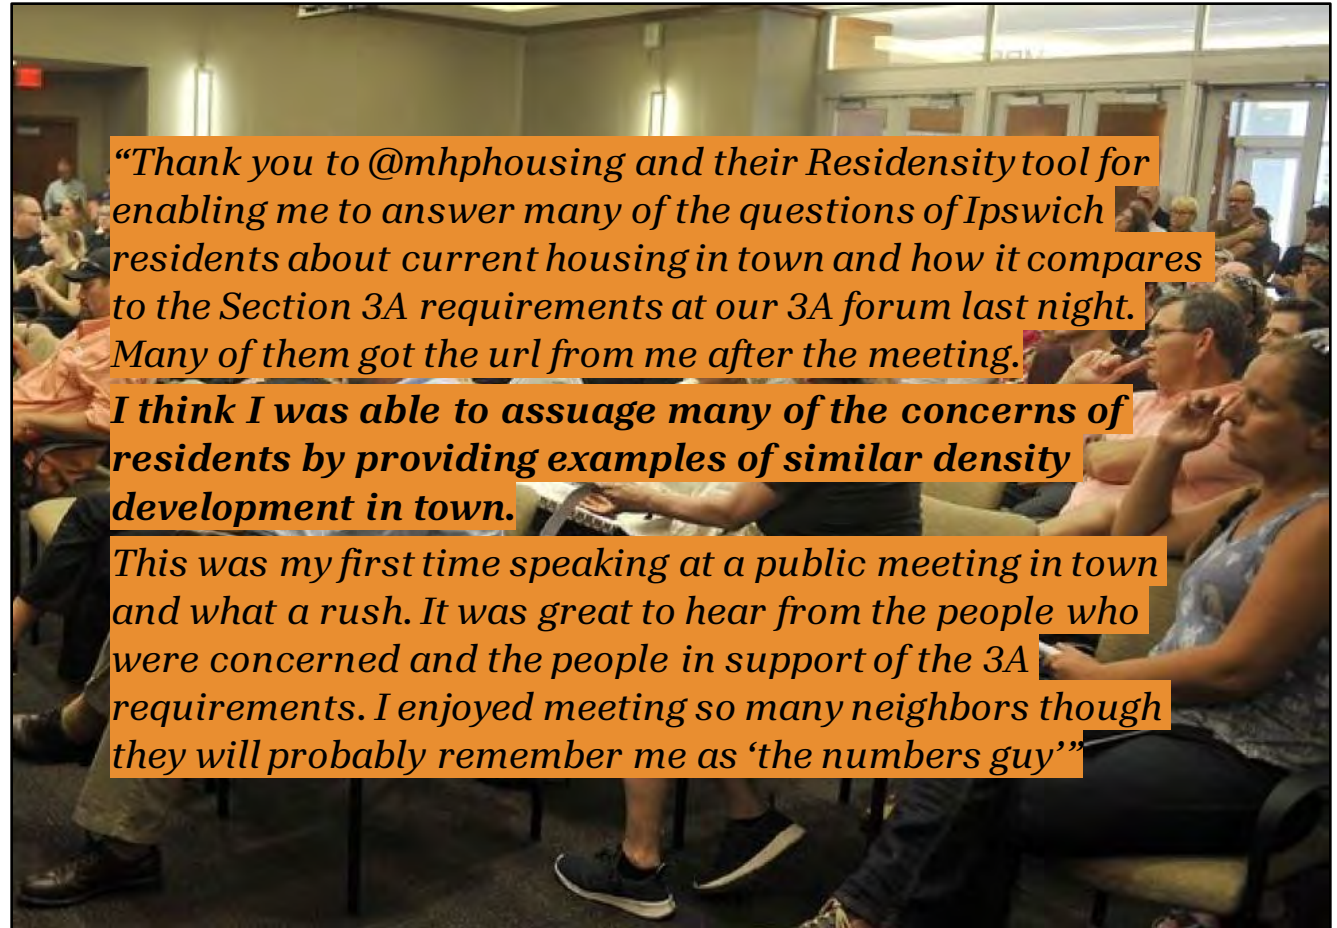 “Thank you to @mhphousing and their Residensity tool for
enabling me to answer many of the questions of Ipswich
residents about current housing in town and how it compares
to the Section 3A requirements at our 3A forum last night.
Many of them got the url from me after the meeting.
I think I was able to assuage many of the concerns of
residents by providing examples of similar density
development in town.
This was my first time speaking at a public meeting in town
and what a rush. It was great to hear from the people who
were concerned and the people in support of the 3A
requirements. I enjoyed meeting so many neighbors though
they will probably remember me as ‘the numbers guy’”